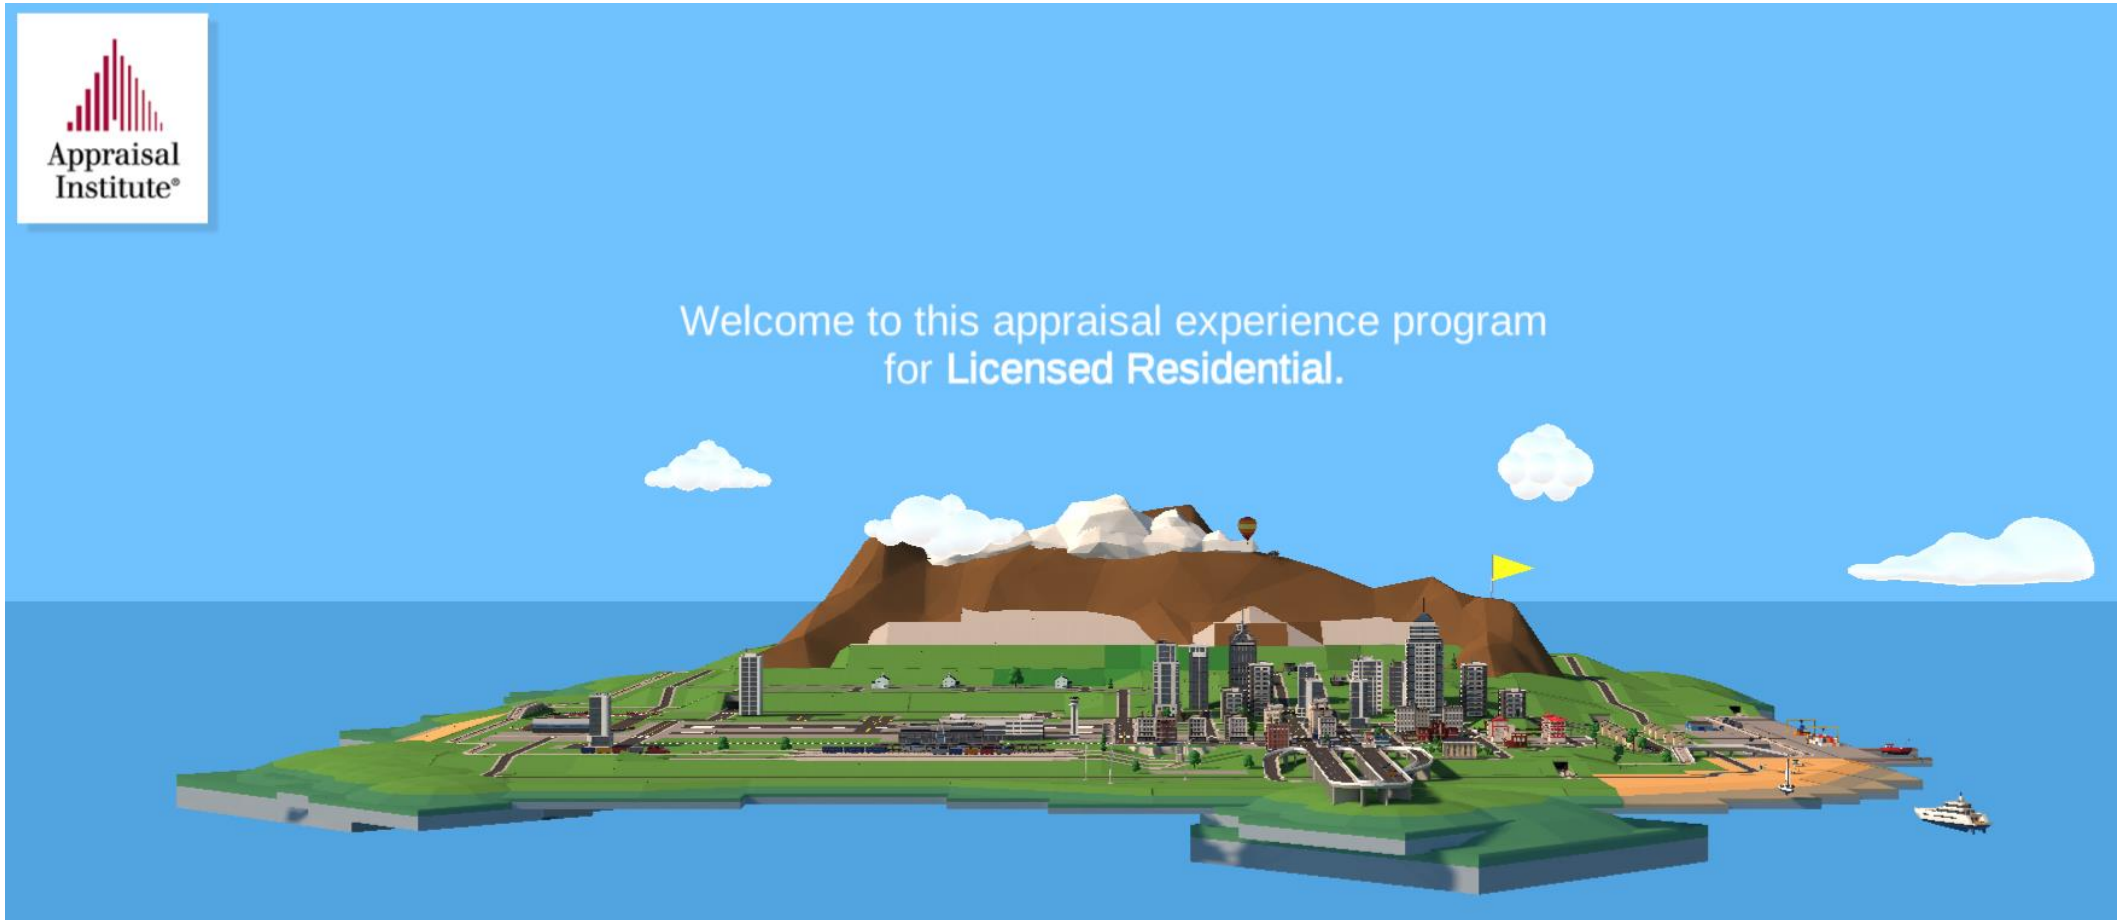 Appraisal
Institute®
Welcome to this appraisal experience program
for Licensed Residential.